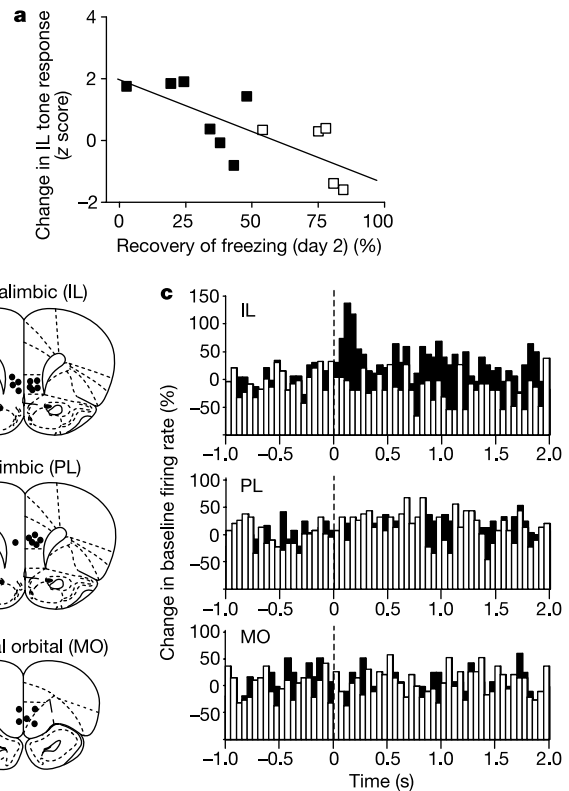 a
Change in IL tone response
(z score)
4
2
0
−2
0 25 50 75 100
Recovery of freezing (day 2) (%)
alimbic (IL)
imbic (PL)
al orbital (MO)
c
Change in baseline firing rate (%)
IL
150
100
50
0
−50
−1.0 −0.5 0 0.5 1.0 1.5 2.0
PL
100
50
0
−50
−1.0 −0.5 0 0.5 1.0 1.5 2.0
MO
100
50
0
−50
−1.0 −0.5 0 0.5 1.0 1.5 2.0
Time (s)